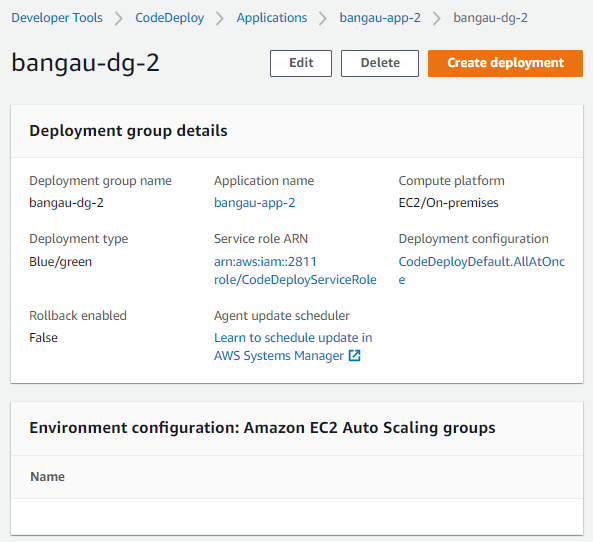 Developer Tools > CodeDeploy > Applications > bangau-app-2 > bangau-dg-2
bangau-dg-2 Edit Delete Create deployment
Deployment group details
Deployment group name Application name Compute platform
bangau-dg-2 bangau-app-2 EC2/On-premises
Deployment type Service role ARN Deployment configuration
Blue/green arn:aws:iam::2811 CodeDeployDefault.AllAtOnc
role/CodeDeployServiceRole e
Rollback enabled Agent update scheduler
False Learn to schedule update in
AWS Systems Manager
Environment configuration: Amazon EC2 Auto Scaling groups
Name